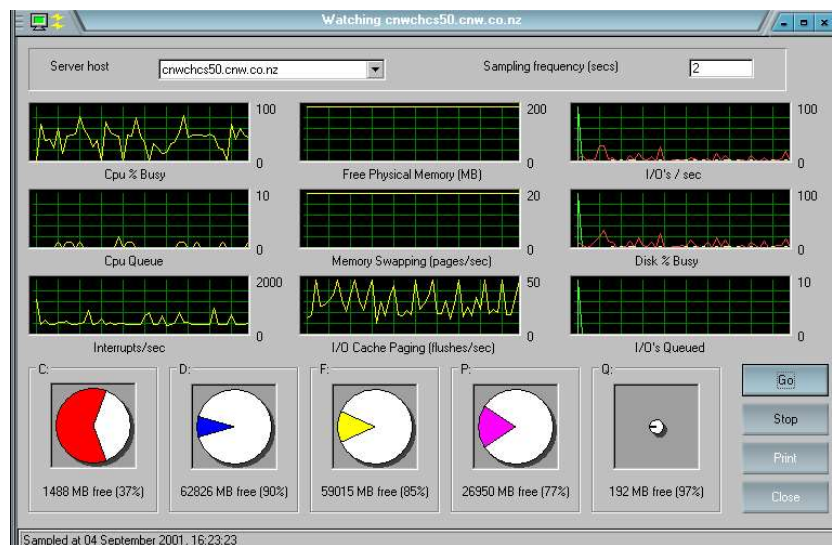 Watching cnwchcs50.cnw.co.nz
Server host
cnwchcs50.cnw.co.nz
Sampling frequency (secs)
2
100
0
Cpu % Busy
200
0
Free Physical Memory (MB)
100
0
I/O's / sec
10
0
Cpu Queue
20
0
Memory Swapping (pages/sec)
100
0
Disk % Busy
2000
0
Interrupts/sec
50
0
I/O Cache Paging (flushes/sec)
10
0
I/O's Queued
C:
1488 MB free (37%)
D:
62826 MB free (90%)
F:
59015 MB free (85%)
P:
26950 MB free (77%)
Q:
192 MB free (97%)
Go
Stop
Print
Close
Sampled at 04 September 2001, 16:23:23